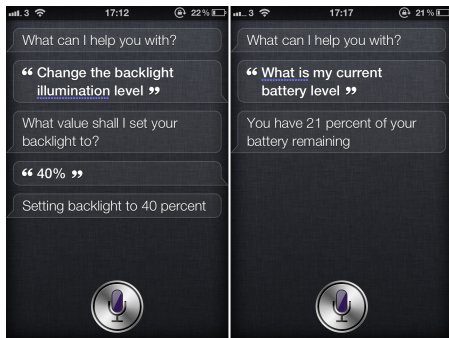 3 17:12 22%
What can I help you with?
“ Change the backlight
illumination level ”
What value shall I set your
backlight to?
“ 40% ”
Setting backlight to 40 percent
3 17:17 21%
What can I help you with?
“ What is my current
battery level ”
You have 21 percent of your
battery remaining